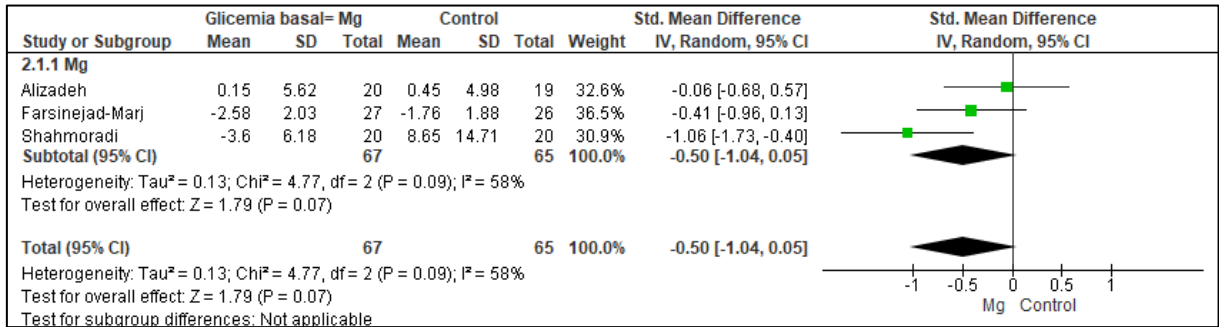 Glicemia basal= Mg Control Std. Mean Difference Std. Mean Difference
Study or Subgroup Mean SD Total Mean SD Total Weight IV, Random, 95% CI IV, Random, 95% CI
2.1.1 Mg
Alizadeh 0.15 5.62 20 0.45 4.98 19 32.6% -0.06 [-0.68, 0.57]
Farsinejad-Marj -2.58 2.03 27 -1.76 1.88 26 36.5% -0.41 [-0.96, 0.13]
Shahmoradi -3.6 6.18 20 8.65 14.71 20 30.9% -1.06 [-1.73, -0.40]
Subtotal (95% CI) 67 65 100.0% -0.50 [-1.04, 0.05]
Heterogeneity: Tau² = 0.13; Chi² = 4.77, df = 2 (P = 0.09); I² = 58%
Test for overall effect: Z = 1.79 (P = 0.07)
Total (95% CI) 67 65 100.0% -0.50 [-1.04, 0.05]
Heterogeneity: Tau² = 0.13; Chi² = 4.77, df = 2 (P = 0.09); I² = 58%
Test for overall effect: Z = 1.79 (P = 0.07)
Test for subgroup differences: Not applicable
-1 -0.5 0 0.5 1
Mg Control